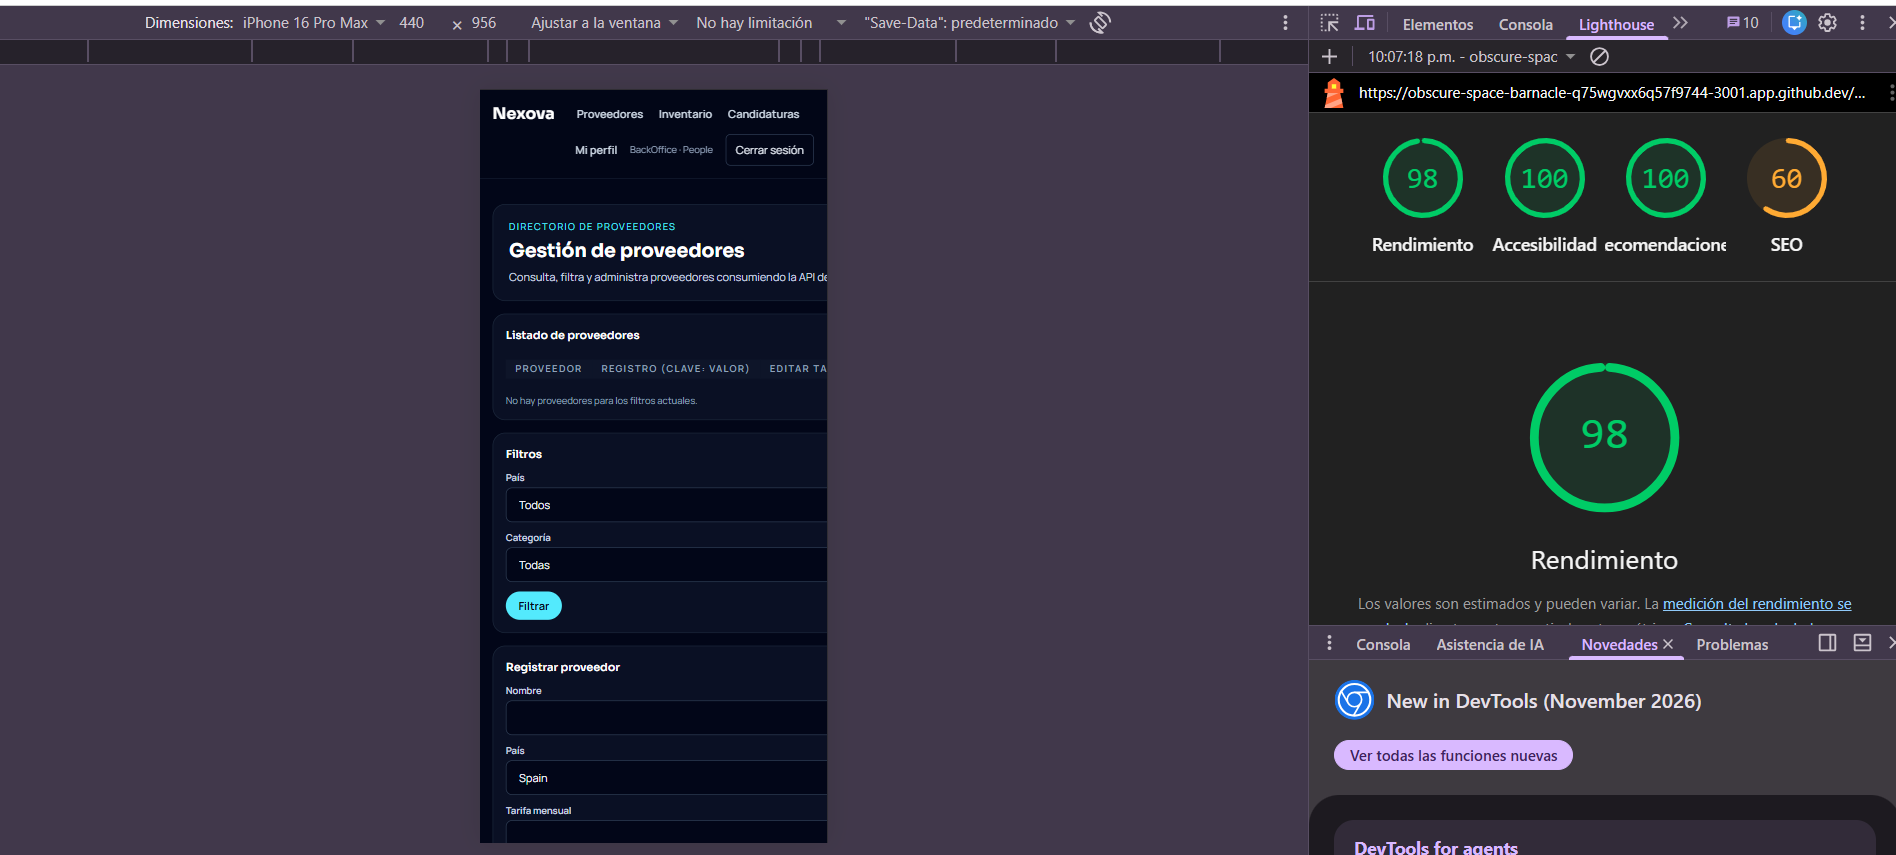 Dimensiones: iPhone 16 Pro Max 440 × 956 Ajustar a la ventana No hay limitación "Save-Data": predeterminado
Nexova Proveedores Inventario Candidaturas
Mi perfil BackOffice · People Cerrar sesión
DIRECTORIO DE PROVEEDORES
Gestión de proveedores
Consulta, filtra y administra proveedores consumiendo la API de
Listado de proveedores
PROVEEDOR REGISTRO (CLAVE: VALOR) EDITAR TA
No hay proveedores para los filtros actuales.
Filtros
País
Todos
Categoría
Todas
Filtrar
Registrar proveedor
Nombre
País
Spain
Tarifa mensual
Elementos Consola Lighthouse 10
10:07:18 p.m. - obscure-spac
https://obscure-space-barnacle-q75wgvxx6q57f9744-3001.app.github.dev/...
98 100 100 60
Rendimiento Accesibilidad ecomendacione SEO
98
Rendimiento
Los valores son estimados y pueden variar. La medición del rendimiento se
Consola Asistencia de IA Novedades Problemas
New in DevTools (November 2026)
Ver todas las funciones nuevas
DevTools for agents